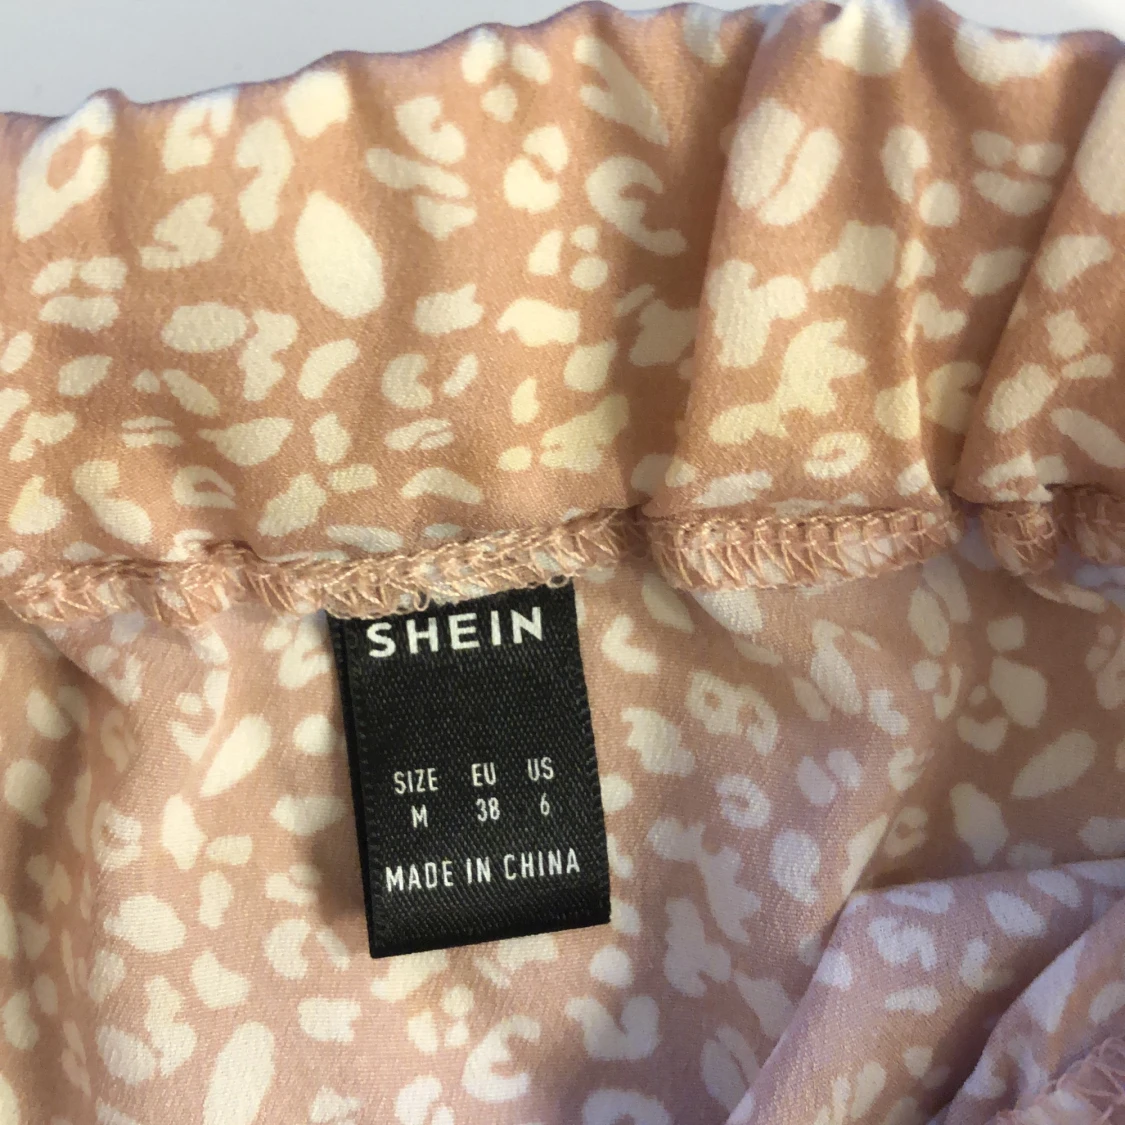 SHEIN
SIZE EU US
M 38 6
MADE IN CHINA